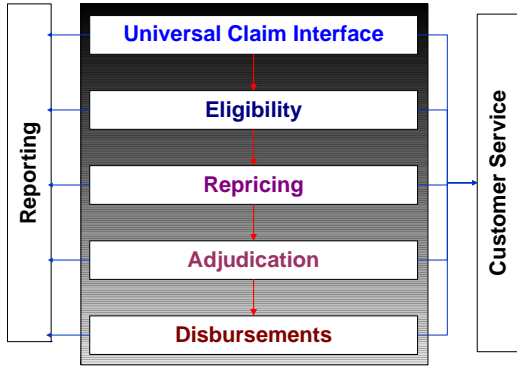 Reporting
Universal Claim Interface
Eligibility
Repricing
Adjudication
Disbursements
Customer Service